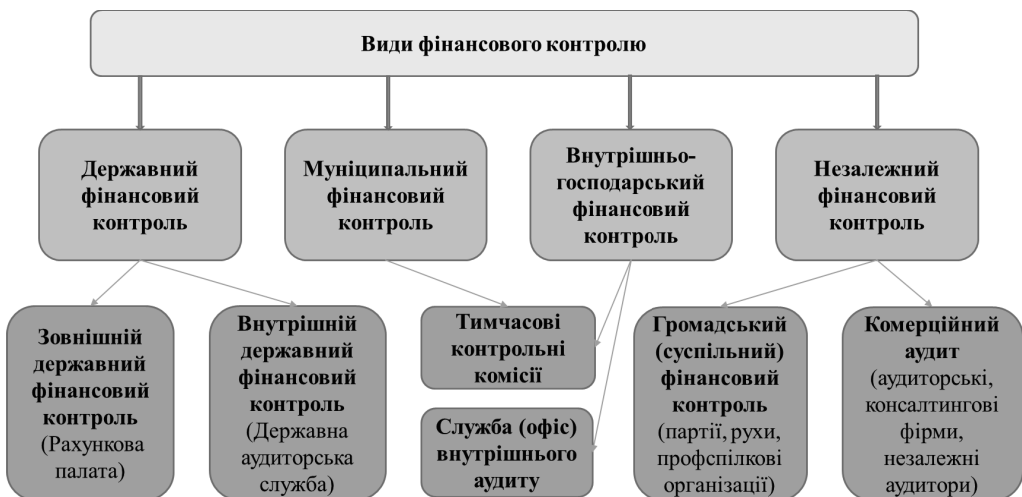 Види фінансового контролю
Державний
фінансовий
контроль
Муніципальний
фінансовий
контроль
Внутрішньо-
господарський
фінансовий
контроль
Незалежний
фінансовий
контроль
Зовнішній
державний
фінансовий
контроль
(Рахункова
палата)
Внутрішній
державний
фінансовий
контроль
(Державна
аудиторська
служба)
Тимчасові
контрольні
комісії
Служба (офіс)
внутрішнього
аудиту
Громадський
(суспільний)
фінансовий
контроль
(партії, рухи,
профспілкові
організації)
Комерційний
аудит
(аудиторські,
консалтингові
фірми,
незалежні
аудитори)